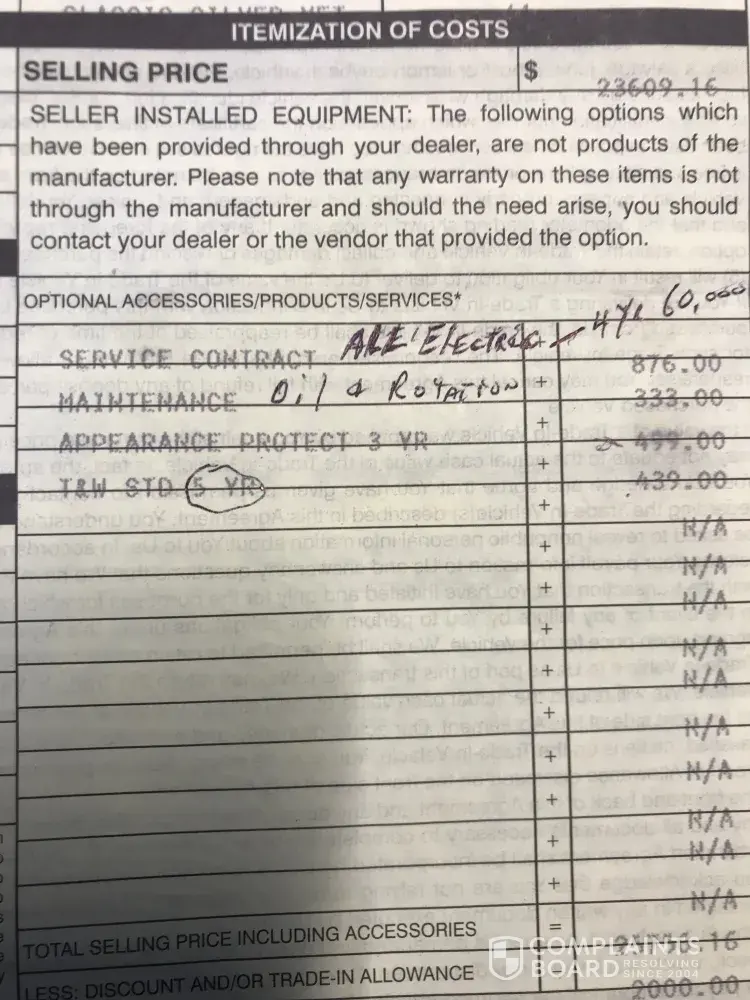 ITEMIZATION OF COSTS
SELLING PRICE $ 23609.16
SELLER INSTALLED EQUIPMENT: The following options which
have been provided through your dealer, are not products of the
manufacturer. Please note that any warranty on these items is not
through the manufacturer and should the need arise, you should
contact your dealer or the vendor that provided the option.
OPTIONAL ACCESSORIES/PRODUCTS/SERVICES*
4 YR 60,000
SERVICE CONTRACT + 876.00
MAINTENANCE OIL & ROTATION + 333.00
APPEARANCE PROTECT 3 YR + 499.00
T&W STD 5 YR + 439.00
+ N/A
+ N/A
+ N/A
+ N/A
+ N/A
+ N/A
+ N/A
+ N/A
+ N/A
+ N/A
TOTAL SELLING PRICE INCLUDING ACCESSORIES =
LESS: DISCOUNT AND/OR TRADE-IN ALLOWANCE 2000.00
COMPLAINTS
BOARD RESOLVING
SINCE 2004